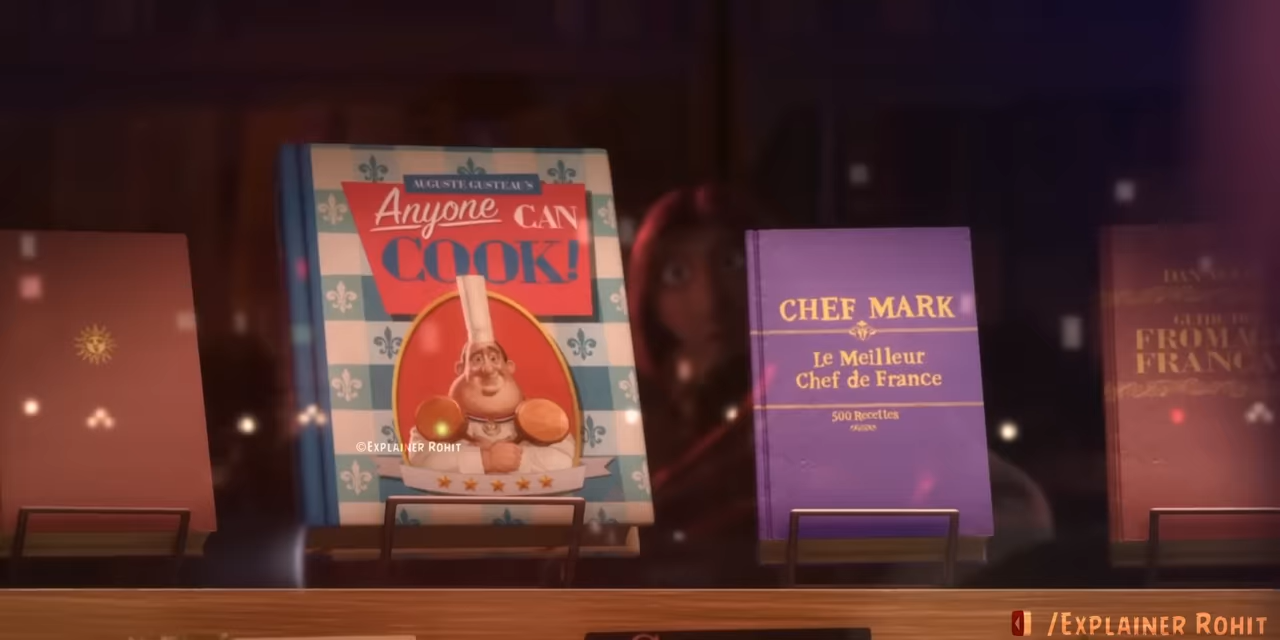 AUGUSTE GUSTEAU'S
Anyone CAN
COOK!
©EXPLAINER ROHIT
CHEF MARK
Le Meilleur
Chef de France
500 Recettes
/EXPLAINER ROHIT